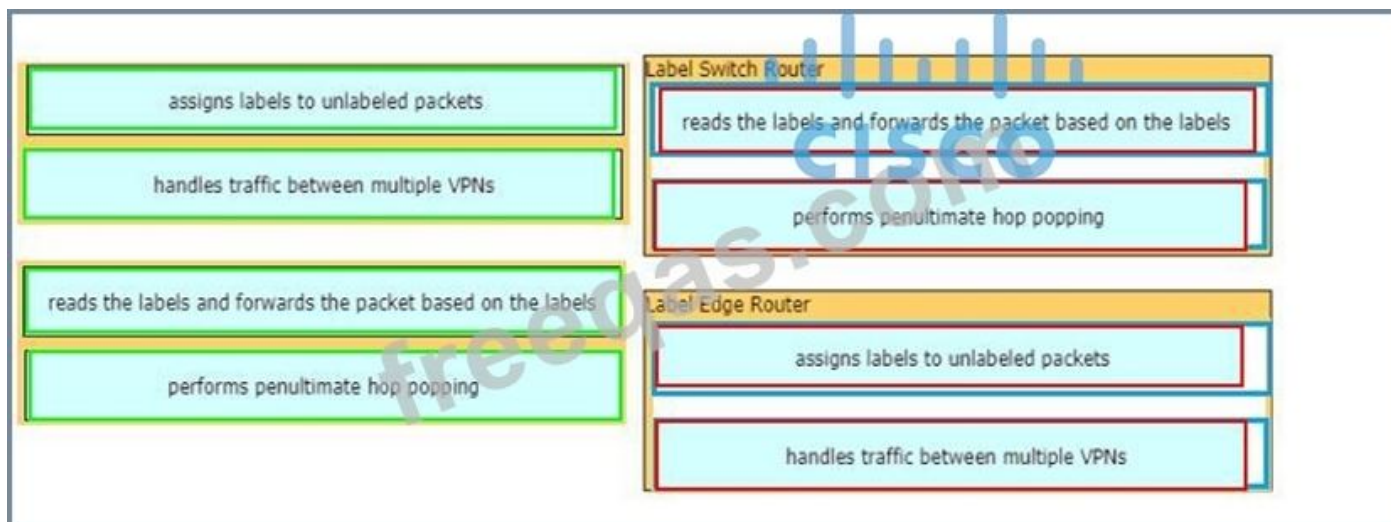 assigns labels to unlabeled packets
handles traffic between multiple VPNs
reads the labels and forwards the packet based on the labels
performs penultimate hop popping
Label Switch Router
reads the labels and forwards the packet based on the labels
performs penultimate hop popping
Label Edge Router
assigns labels to unlabeled packets
handles traffic between multiple VPNs
CISCO
freeqas.com